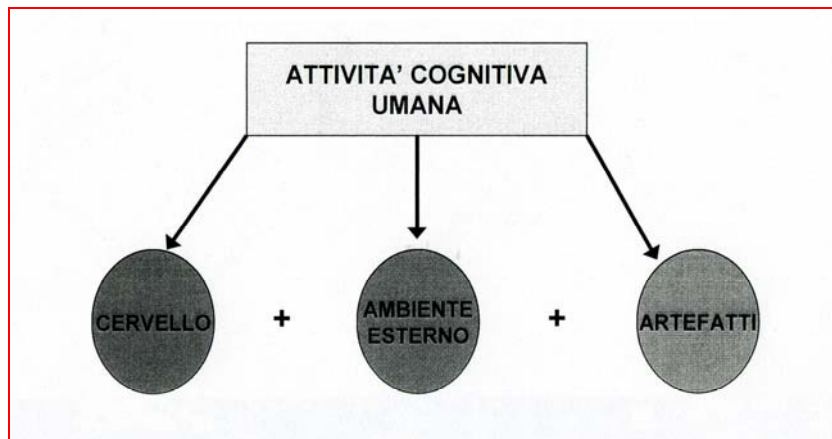 ATTIVITA' COGNITIVA
UMANA
CERVELLO
+
AMBIENTE
ESTERNO
+
ARTEFATTI